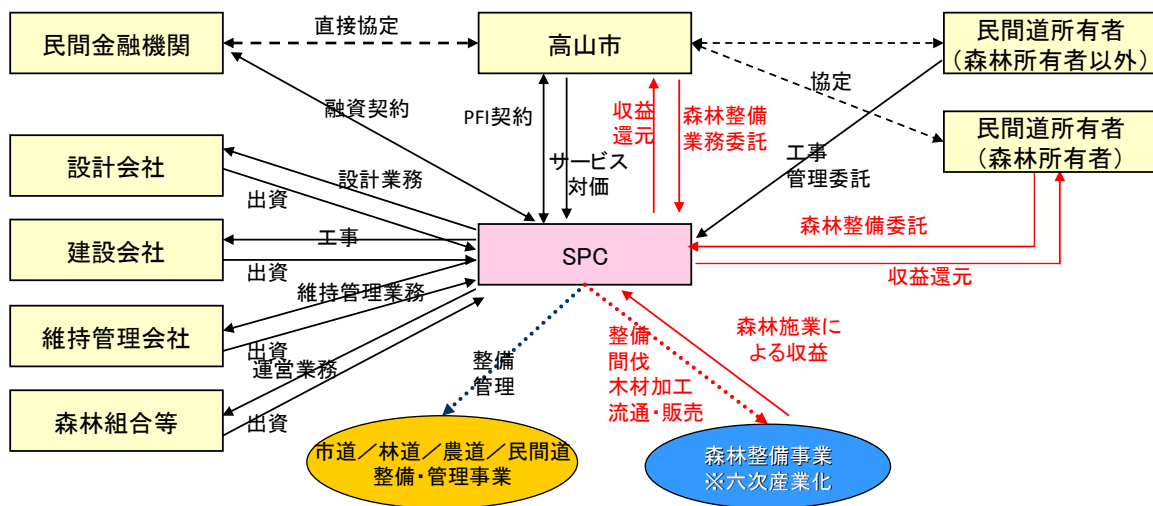 直接協定
民間金融機関
高山市
民間道所有者
（森林所有者以外）
協定
融資契約
PFI契約
サービス
対価
収益
還元
森林整備
業務委託
民間道所有者
（森林所有者）
設計会社
設計業務
出資
工事
管理委託
森林整備委託
建設会社
工事
出資
SPC
収益還元
維持管理業務
維持管理会社
出資
運営業務
整備
管理
整備
間伐
木材加工
流通・販売
森林施業に
よる収益
森林組合等
出資
市道／林道／農道／民間道
整備・管理事業
森林整備事業
※六次産業化